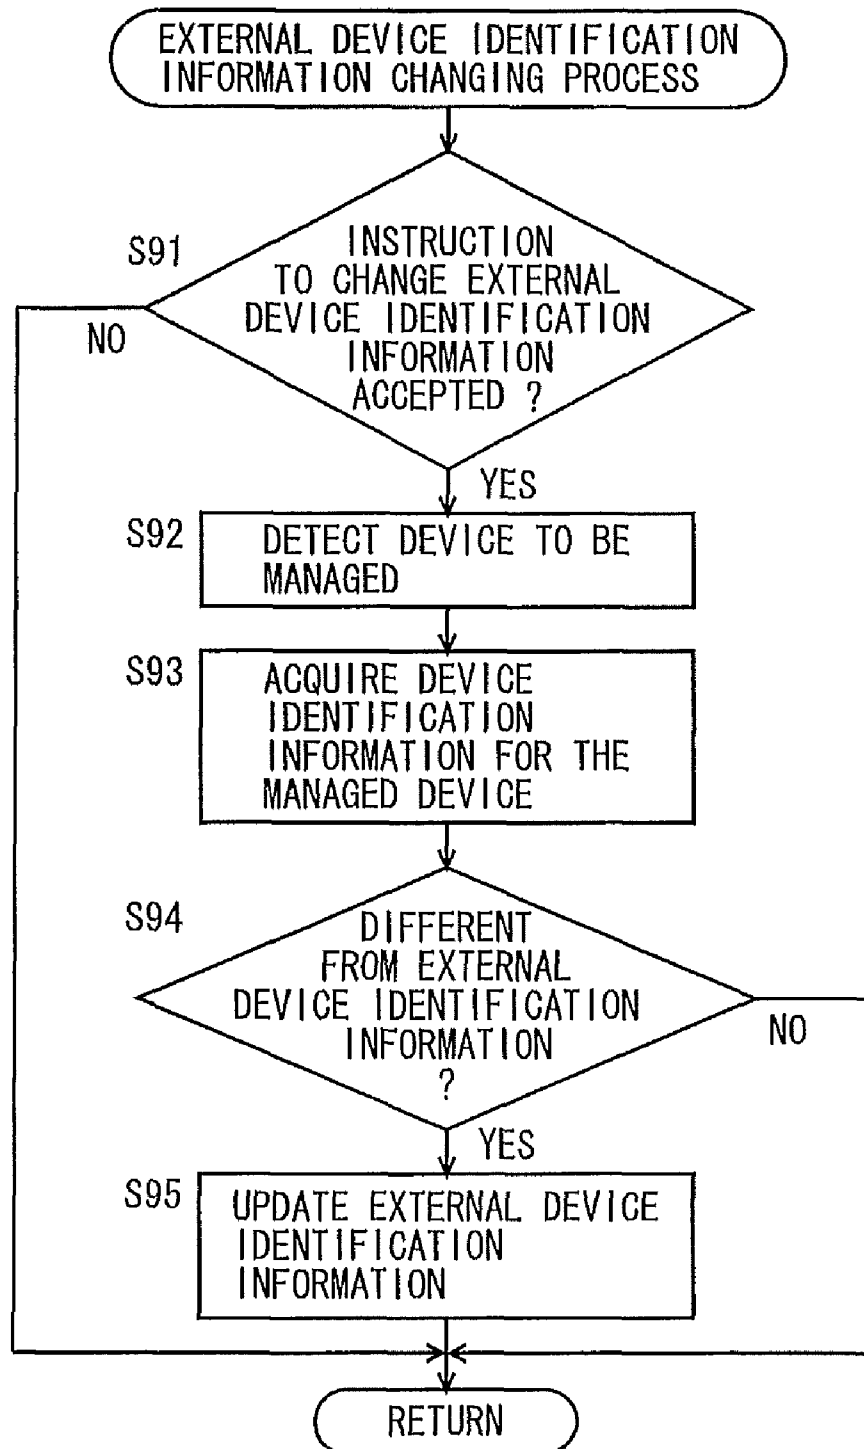 EXTERNAL DEVICE IDENTIFICATION
INFORMATION CHANGING PROCESS
S91
INSTRUCTION
TO CHANGE EXTERNAL
DEVICE IDENTIFICATION
INFORMATION
ACCEPTED ?
NO
YES
S92
DETECT DEVICE TO BE
MANAGED
S93
ACQUIRE DEVICE
IDENTIFICATION
INFORMATION FOR THE
MANAGED DEVICE
S94
DIFFERENT
FROM EXTERNAL
DEVICE IDENTIFICATION
INFORMATION
?
NO
YES
S95
UPDATE EXTERNAL DEVICE
IDENTIFICATION
INFORMATION
RETURN